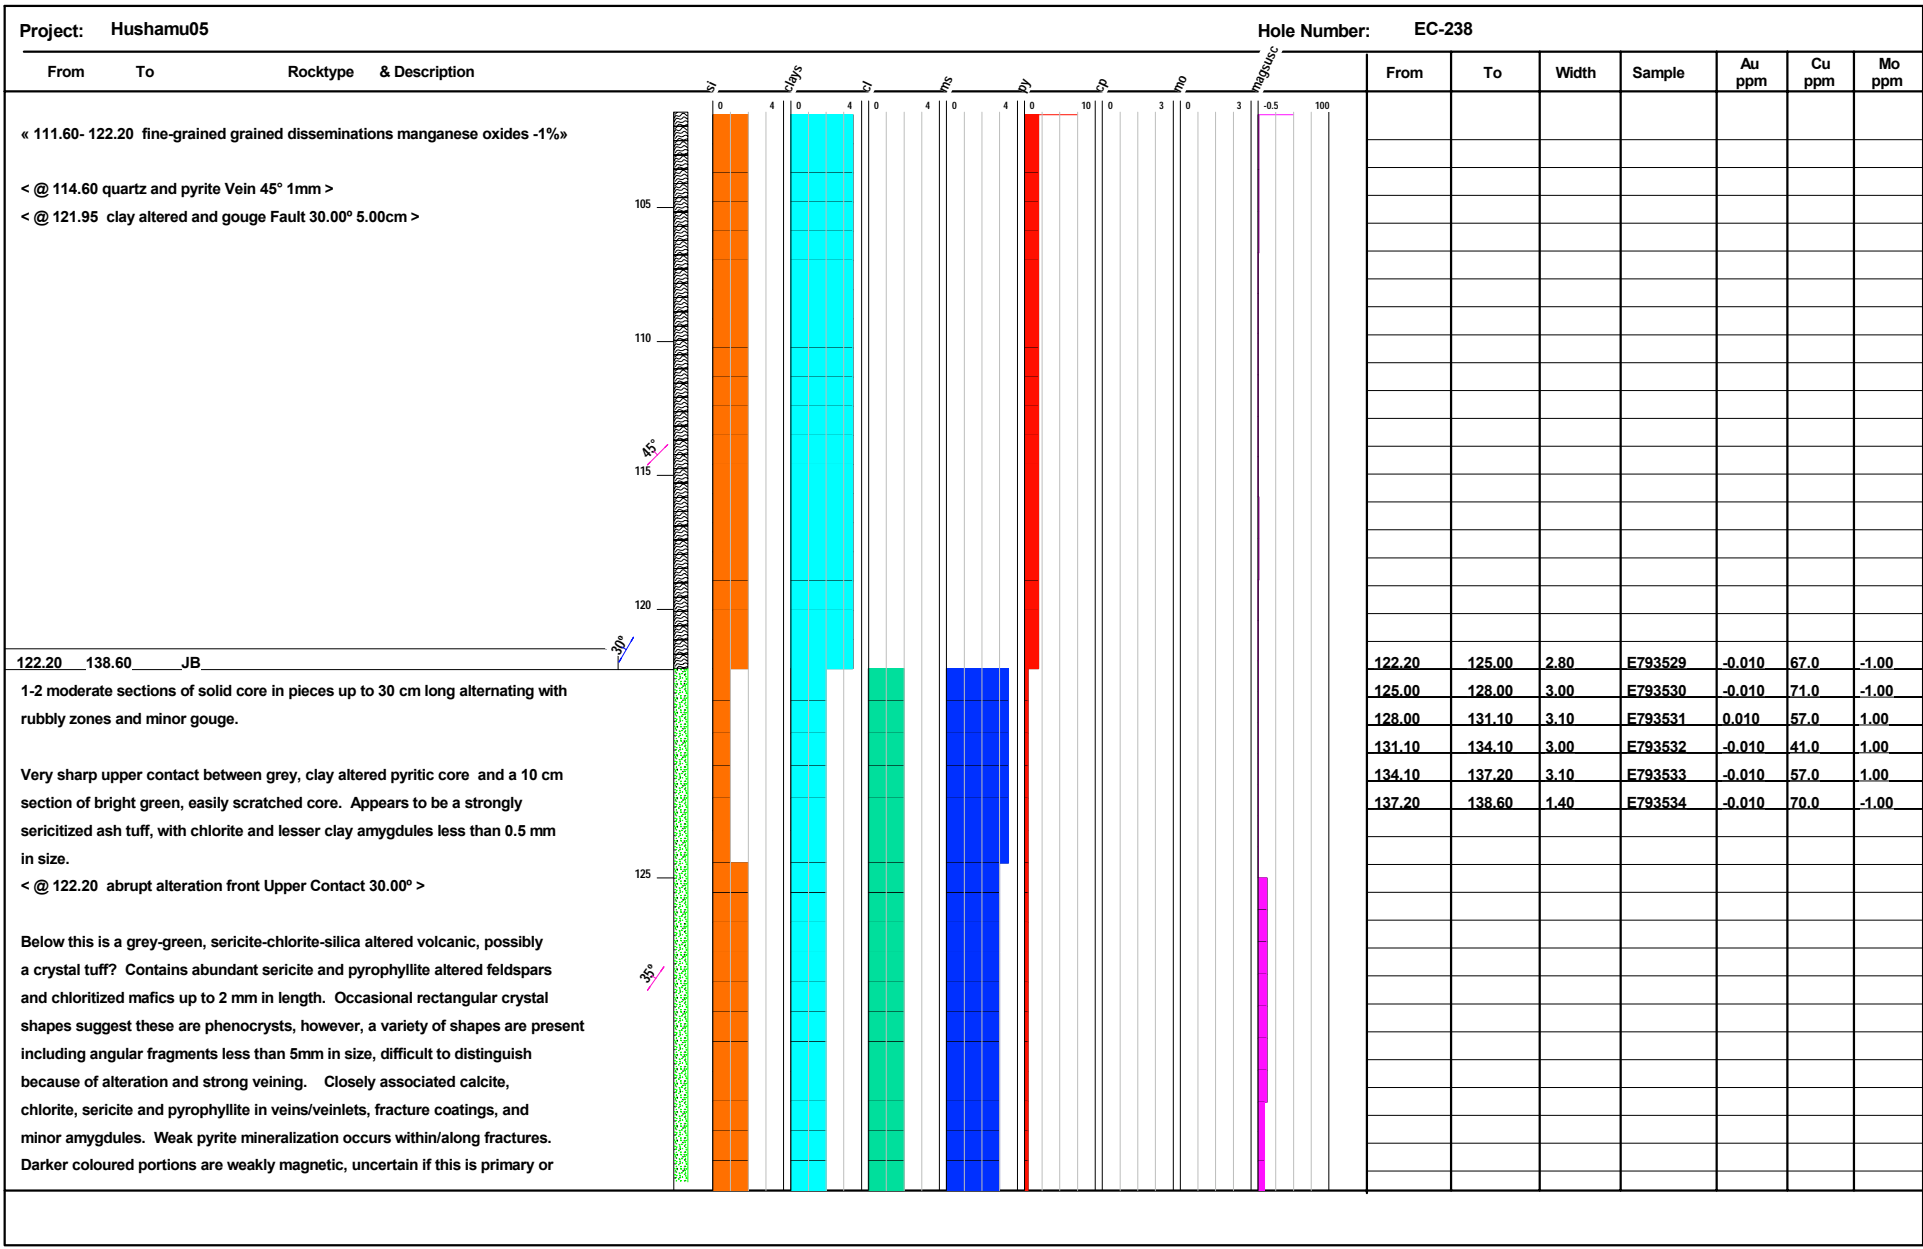 Project: Hushamu05 Hole Number: EC-238
From To Rocktype & Description si clays cl ms py cp mo magsusc From To Width Sample Au ppm Cu ppm Mo ppm
0 4 0 4 0 4 0 4 0 10 0 3 0 3 -0.5 100
« 111.60- 122.20 fine-grained grained disseminations manganese oxides -1%»
< @ 114.60 quartz and pyrite Vein 45° 1mm >
105
< @ 121.95 clay altered and gouge Fault 30.00º 5.00cm >
110
45°
115
120
30º
122.20 138.60 JB 122.20 125.00 2.80 E793529 -0.010 67.0 -1.00
1-2 moderate sections of solid core in pieces up to 30 cm long alternating with 125.00 128.00 3.00 E793530 -0.010 71.0 -1.00
rubbly zones and minor gouge. 128.00 131.10 3.10 E793531 0.010 57.0 1.00
131.10 134.10 3.00 E793532 -0.010 41.0 1.00
Very sharp upper contact between grey, clay altered pyritic core and a 10 cm 134.10 137.20 3.10 E793533 -0.010 57.0 1.00
section of bright green, easily scratched core. Appears to be a strongly 137.20 138.60 1.40 E793534 -0.010 70.0 -1.00
sericitized ash tuff, with chlorite and lesser clay amygdules less than 0.5 mm
in size.
125
< @ 122.20 abrupt alteration front Upper Contact 30.00º >
Below this is a grey-green, sericite-chlorite-silica altered volcanic, possibly
a crystal tuff? Contains abundant sericite and pyrophyllite altered feldspars
35º
and chloritized mafics up to 2 mm in length. Occasional rectangular crystal
shapes suggest these are phenocrysts, however, a variety of shapes are present
including angular fragments less than 5mm in size, difficult to distinguish
because of alteration and strong veining. Closely associated calcite,
chlorite, sericite and pyrophyllite in veins/veinlets, fracture coatings, and
minor amygdules. Weak pyrite mineralization occurs within/along fractures.
Darker coloured portions are weakly magnetic, uncertain if this is primary or